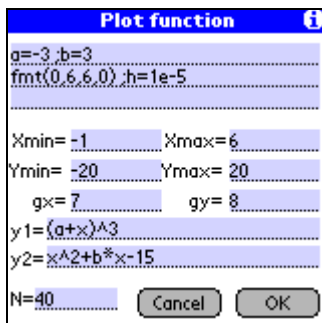 Plot function i
a=-3 ;b=3
fmt(0,6,6,0) ;h=1e-5
Xmin= -1 Xmax= 6
Ymin= -20 Ymax= 20
gx= 7 gy= 8
y1= (a+x)^3
y2= x^2+b*x-15
N= 40 Cancel OK